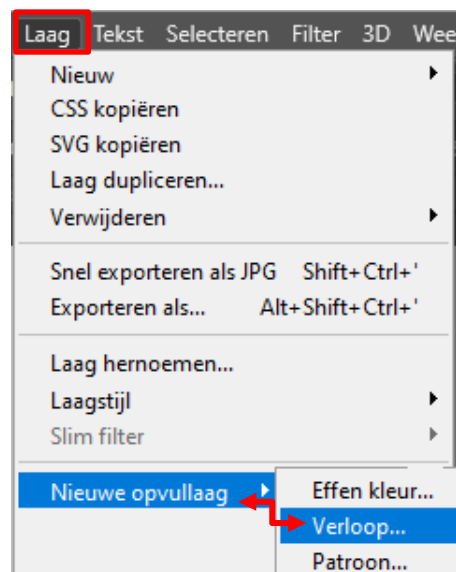 Laag Tekst Selecteren Filter 3D Wee
Nieuw
CSS kopiëren
SVG kopiëren
Laag dupliceren...
Verwijderen
Snel exporteren als JPG Shift+Ctrl+'
Exporteren als... Alt+Shift+Ctrl+'
Laag hernoemen...
Laagstijl
Slim filter
Nieuwe opvullaag Effen kleur...
Verloop...
Patroon...